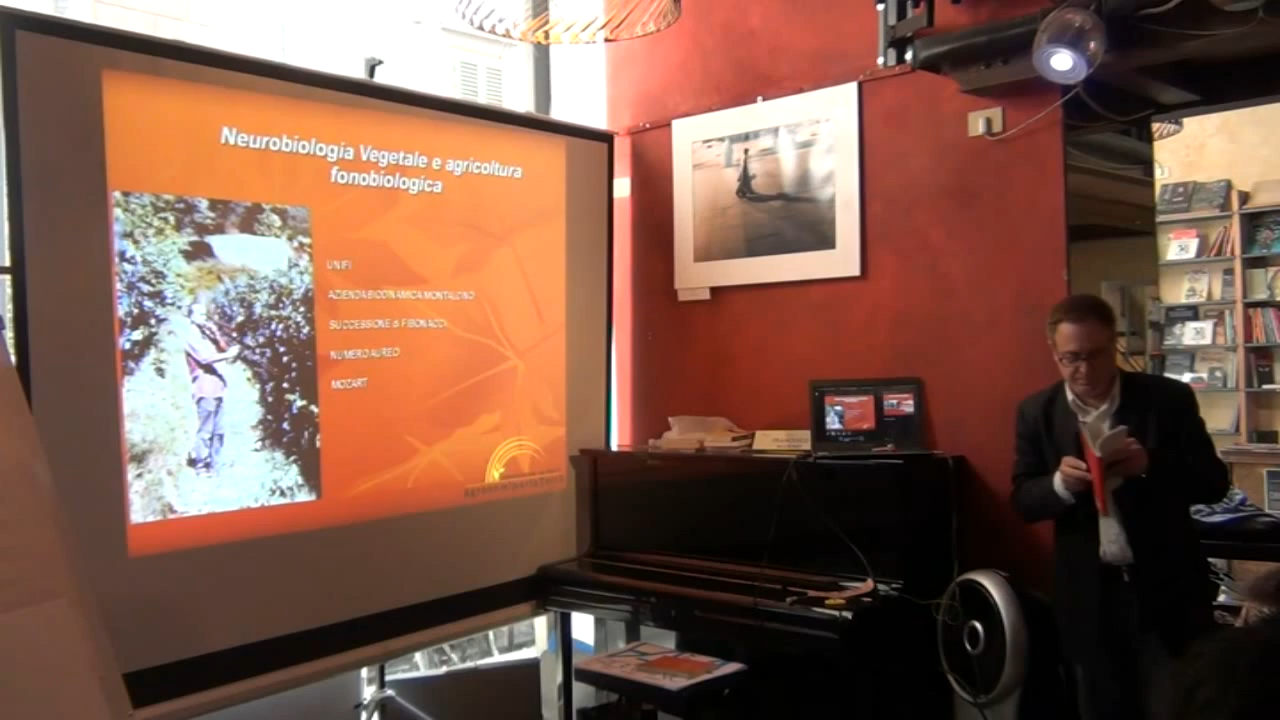 Neurobiologia Vegetale e agricoltura
fonobiologica
UNIFI
AZIENDA BIODINAMICA MONTALCINO
SUCCESSIONE di FIBONACCI
NUMERO AUREO
MOZART